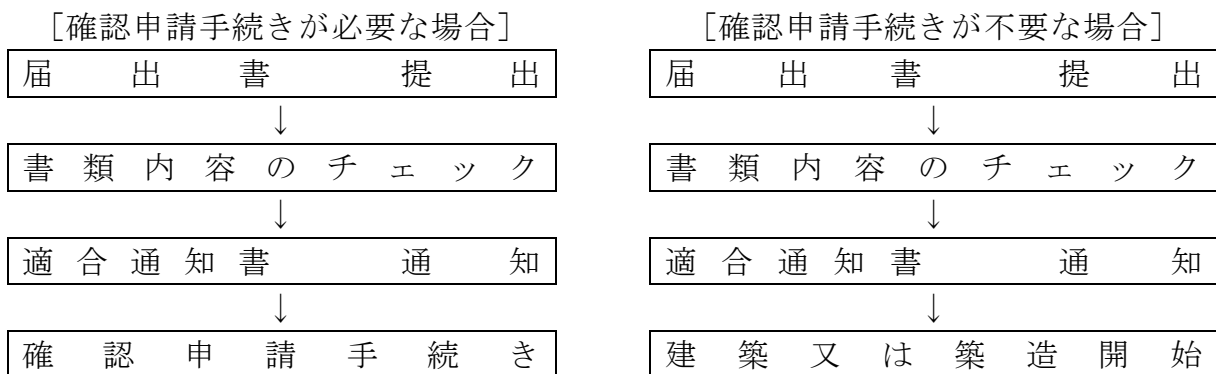 [確認申請手続きが必要な場合]
届出書 提出
↓
書類内容のチェック
↓
適合通知書 通知
↓
確認申請手続き
[確認申請手続きが不要な場合]
届出書 提出
↓
書類内容のチェック
↓
適合通知書 通知
↓
建築又は築造開始